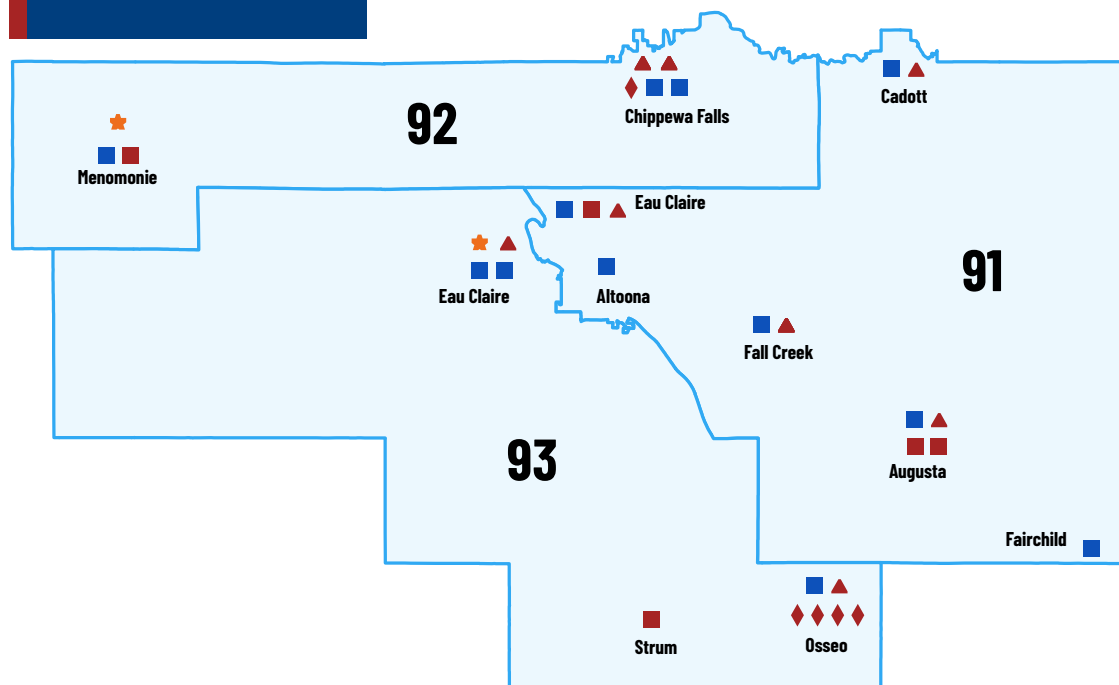 Cadott
92
Chippewa Falls
Menomonie
Eau Claire
91
Eau Claire
Altoona
Fall Creek
93
Augusta
Fairchild
Strum
Osseo